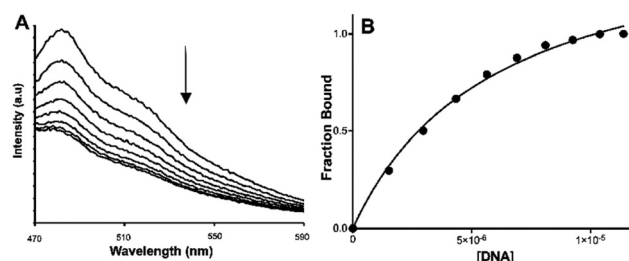 A
Intensity (a.u)
470
510
550
590
Wavelength (nm)
B
Fraction Bound
1.0
0.5
0.0
0
5×10⁻⁶
1×10⁻⁵
[DNA]